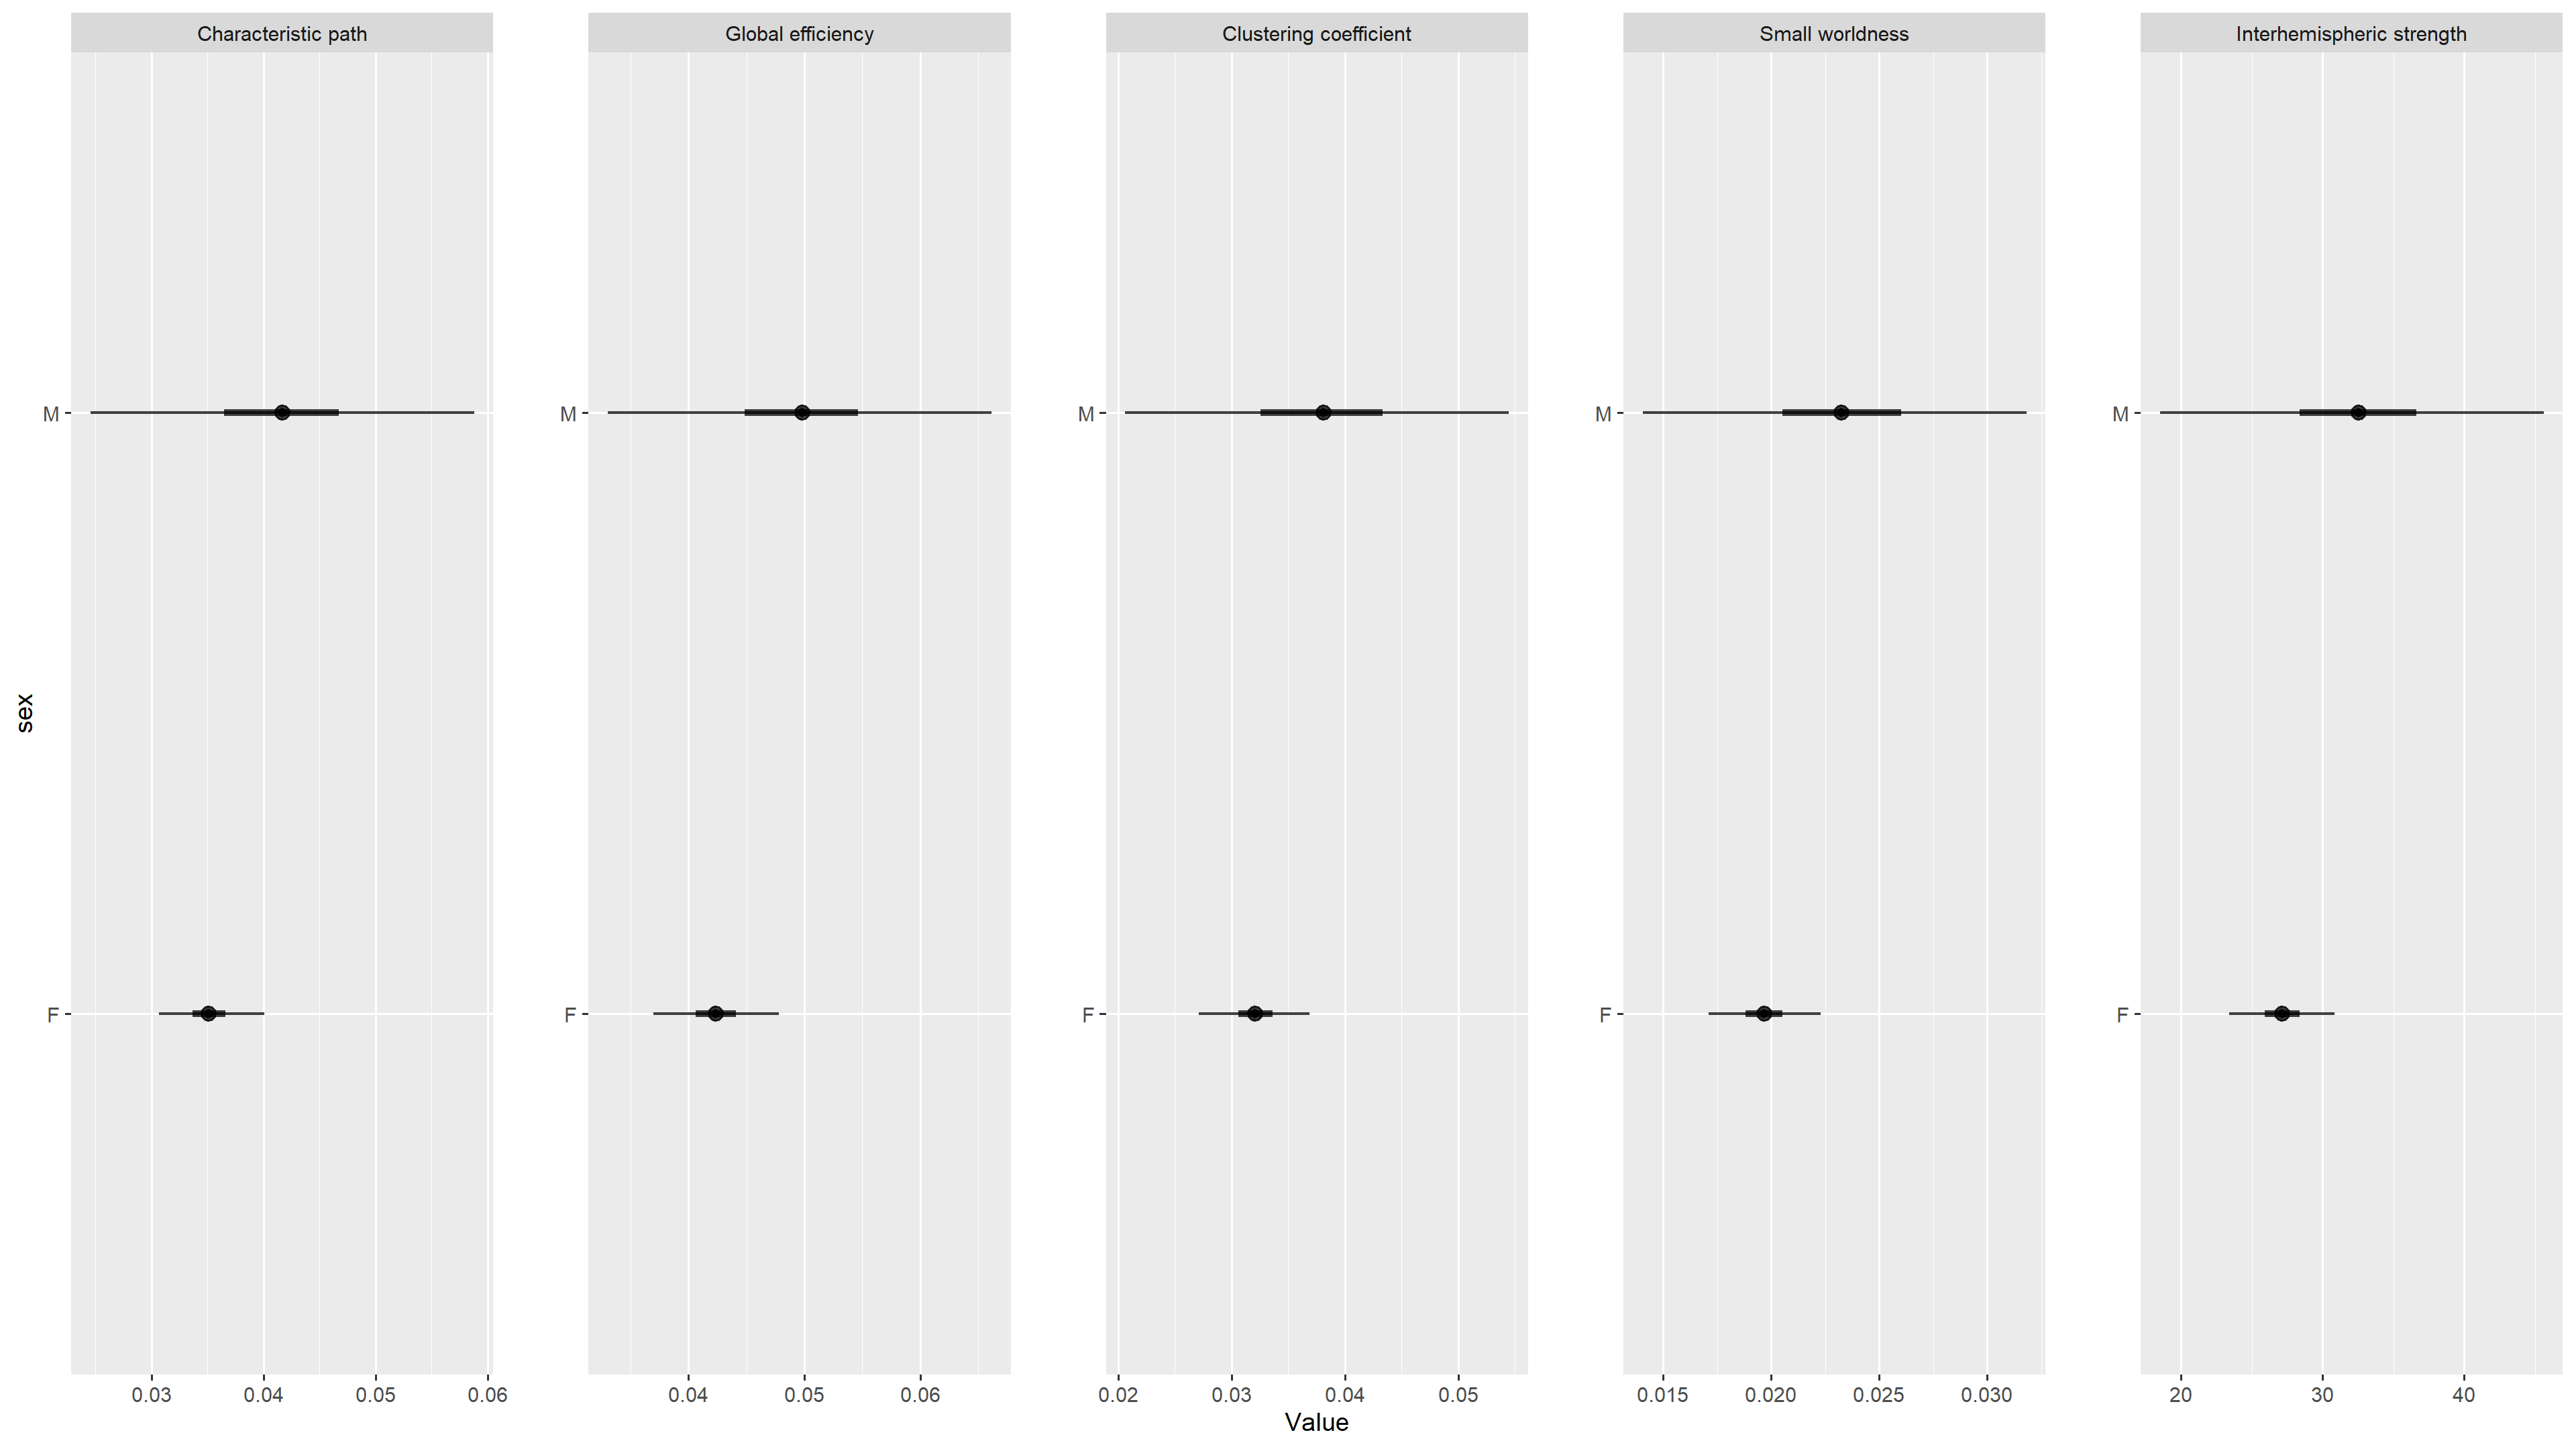 Characteristic path
Global efficiency
Clustering coefficient
Small worldness
Interhemispheric strength
M
M
M
M
M
sex
F
F
F
F
F
0.03 0.04 0.05 0.06
0.04 0.05 0.06
0.02 0.03 0.04 0.05
0.015 0.020 0.025 0.030
20 30 40
Value